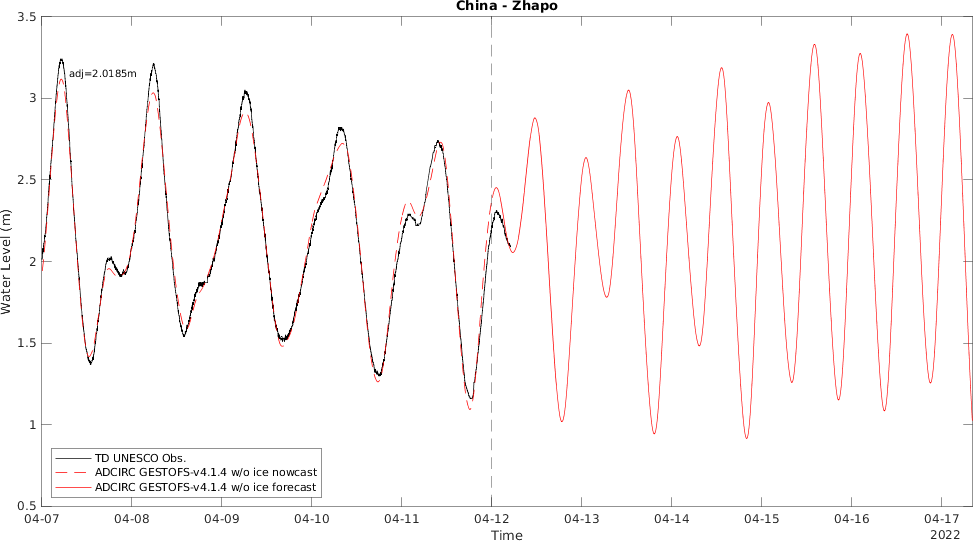 China - Zhapo
adj=2.0185m
3.5
3
2.5
2
1.5
1
0.5
Water Level (m)
TD UNESCO Obs.
ADCIRC GESTOFS-v4.1.4 w/o ice nowcast
ADCIRC GESTOFS-v4.1.4 w/o ice forecast
04-07 04-08 04-09 04-10 04-11 04-12 04-13 04-14 04-15 04-16 04-17
Time
2022